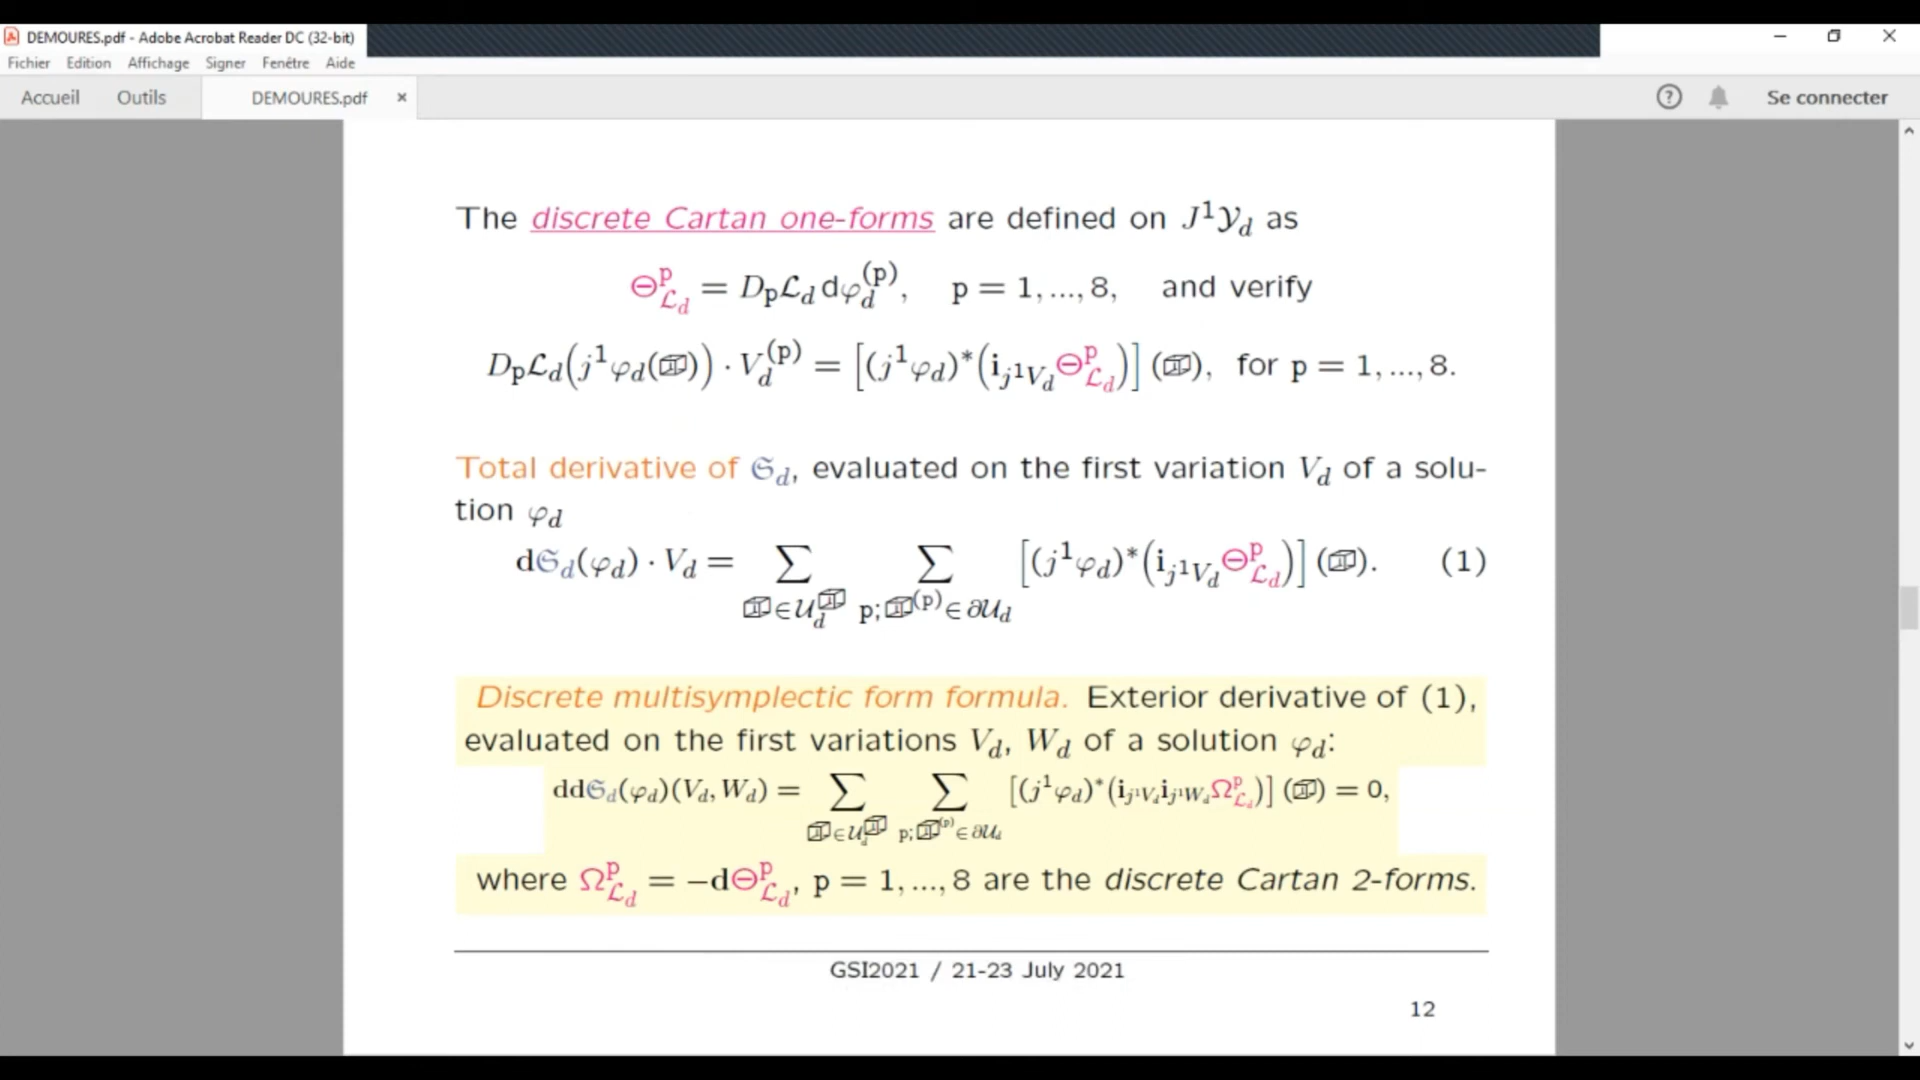 DEMOURES.pdf - Adobe Acrobat Reader DC (32-bit)
Fichier Edition Affichage Signer Fenêtre Aide
Accueil Outils DEMOURES.pdf × ? Se connecter
The discrete Cartan one-forms are defined on J¹𝒴_d as
Θ^p_{ℒ_d} = D_pℒ_d dφ_d^{(p)}, p = 1, ..., 8, and verify
D_pℒ_d(j¹φ_d(⬚)) · V_d^{(p)} = [(j¹φ_d)*(i_{j¹V_d}Θ^p_{ℒ_d})](⬚), for p = 1, ..., 8.
Total derivative of 𝔖_d, evaluated on the first variation V_d of a solu-
tion φ_d
d𝔖_d(φ_d) · V_d = ∑_{⬚∈𝒰_d^⬚} ∑_{p;⬚^{(p)}∈∂𝒰_d} [(j¹φ_d)*(i_{j¹V_d}Θ^p_{ℒ_d})](⬚). (1)
Discrete multisymplectic form formula. Exterior derivative of (1),
evaluated on the first variations V_d, W_d of a solution φ_d:
dd𝔖_d(φ_d)(V_d, W_d) = ∑_{⬚∈𝒰_d^⬚} ∑_{p;⬚^{(p)}∈∂𝒰_d} [(j¹φ_d)*(i_{j¹V_d}i_{j¹W_d}Ω^p_{ℒ_d})](⬚) = 0,
where Ω^p_{ℒ_d} = −dΘ^p_{ℒ_d}, p = 1, ..., 8 are the discrete Cartan 2-forms.
GSI2021 / 21-23 July 2021
12